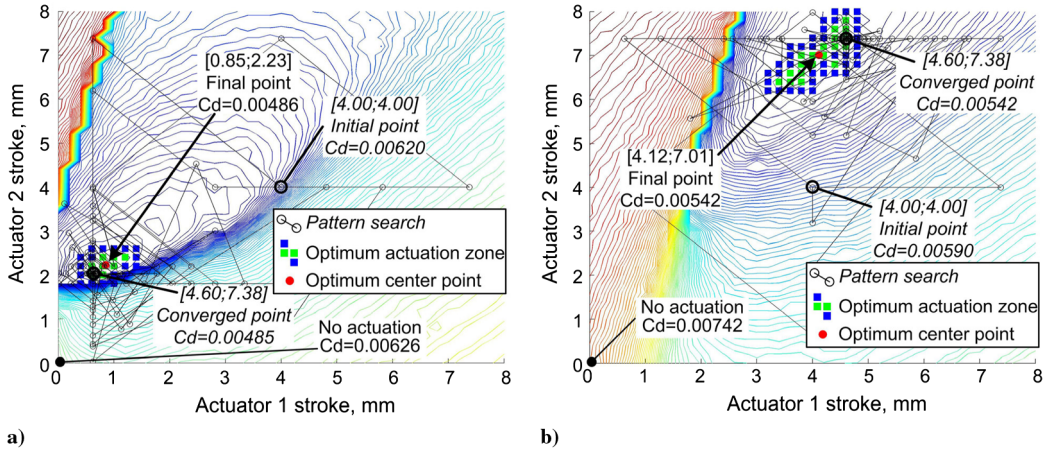 8
7
6
5
4
3
2
1
0
Actuator 2 stroke, mm
[0.85;2.23]
Final point
Cd=0.00486
[4.00;4.00]
Initial point
Cd=0.00620
Pattern search
Optimum actuation zone
Optimum center point
[4.60;7.38]
Converged point
Cd=0.00485
No actuation
Cd=0.00626
0 1 2 3 4 5 6 7 8
Actuator 1 stroke, mm
a)
8
7
6
5
4
3
2
1
0
Actuator 2 stroke, mm
[4.60;7.38]
Converged point
Cd=0.00542
[4.12;7.01]
Final point
Cd=0.00542
[4.00;4.00]
Initial point
Cd=0.00590
Pattern search
Optimum actuation zone
Optimum center point
No actuation
Cd=0.00742
0 1 2 3 4 5 6 7 8
Actuator 1 stroke, mm
b)